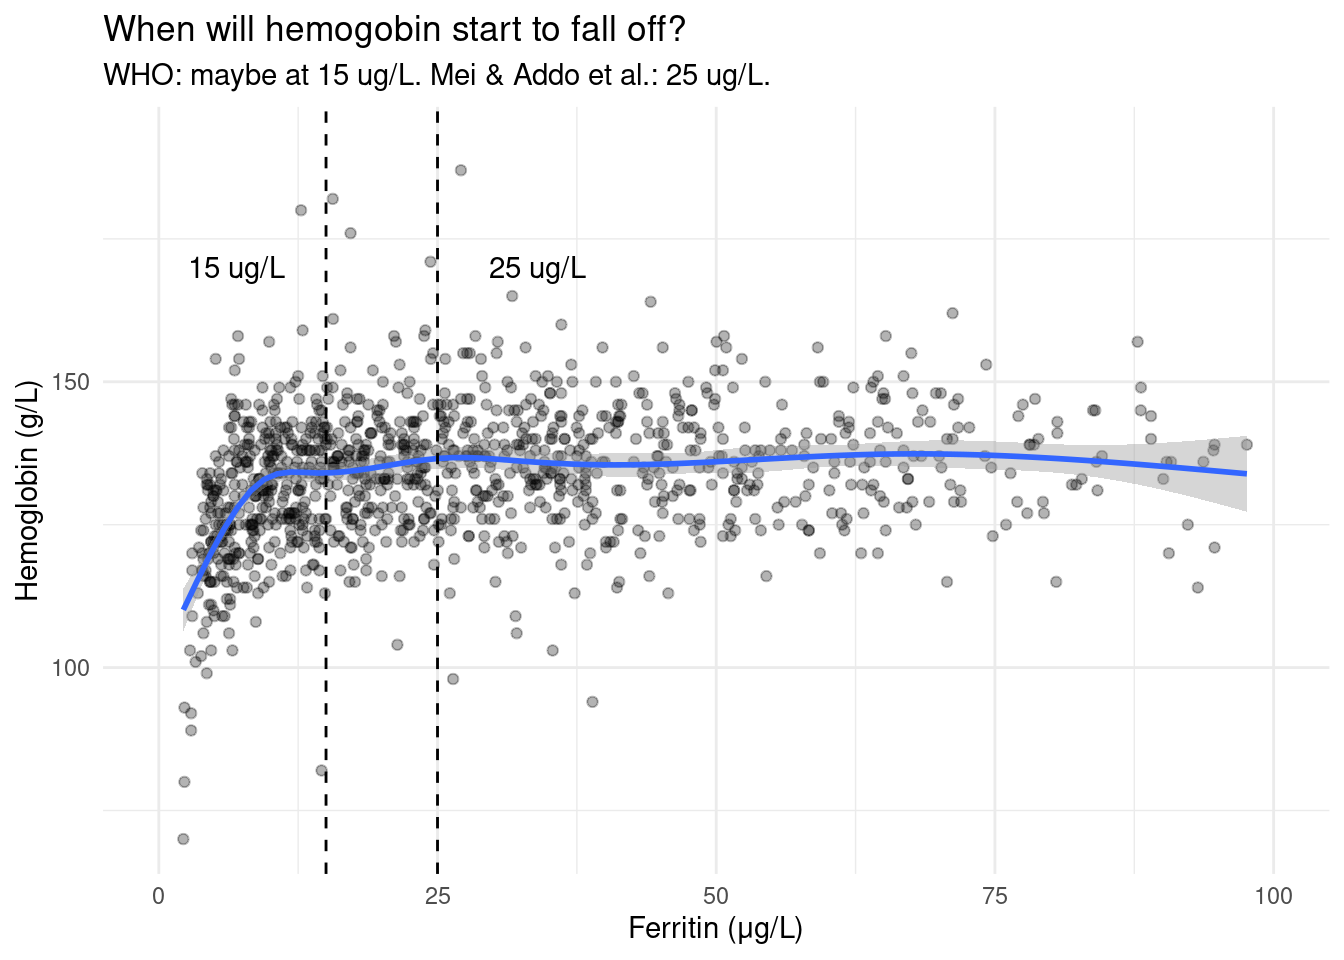 When will hemogobin start to fall off?
WHO: maybe at 15 ug/L. Mei & Addo et al.: 25 ug/L.
15 ug/L
25 ug/L
150
100
Hemoglobin (g/L)
0
25
50
75
100
Ferritin (µg/L)